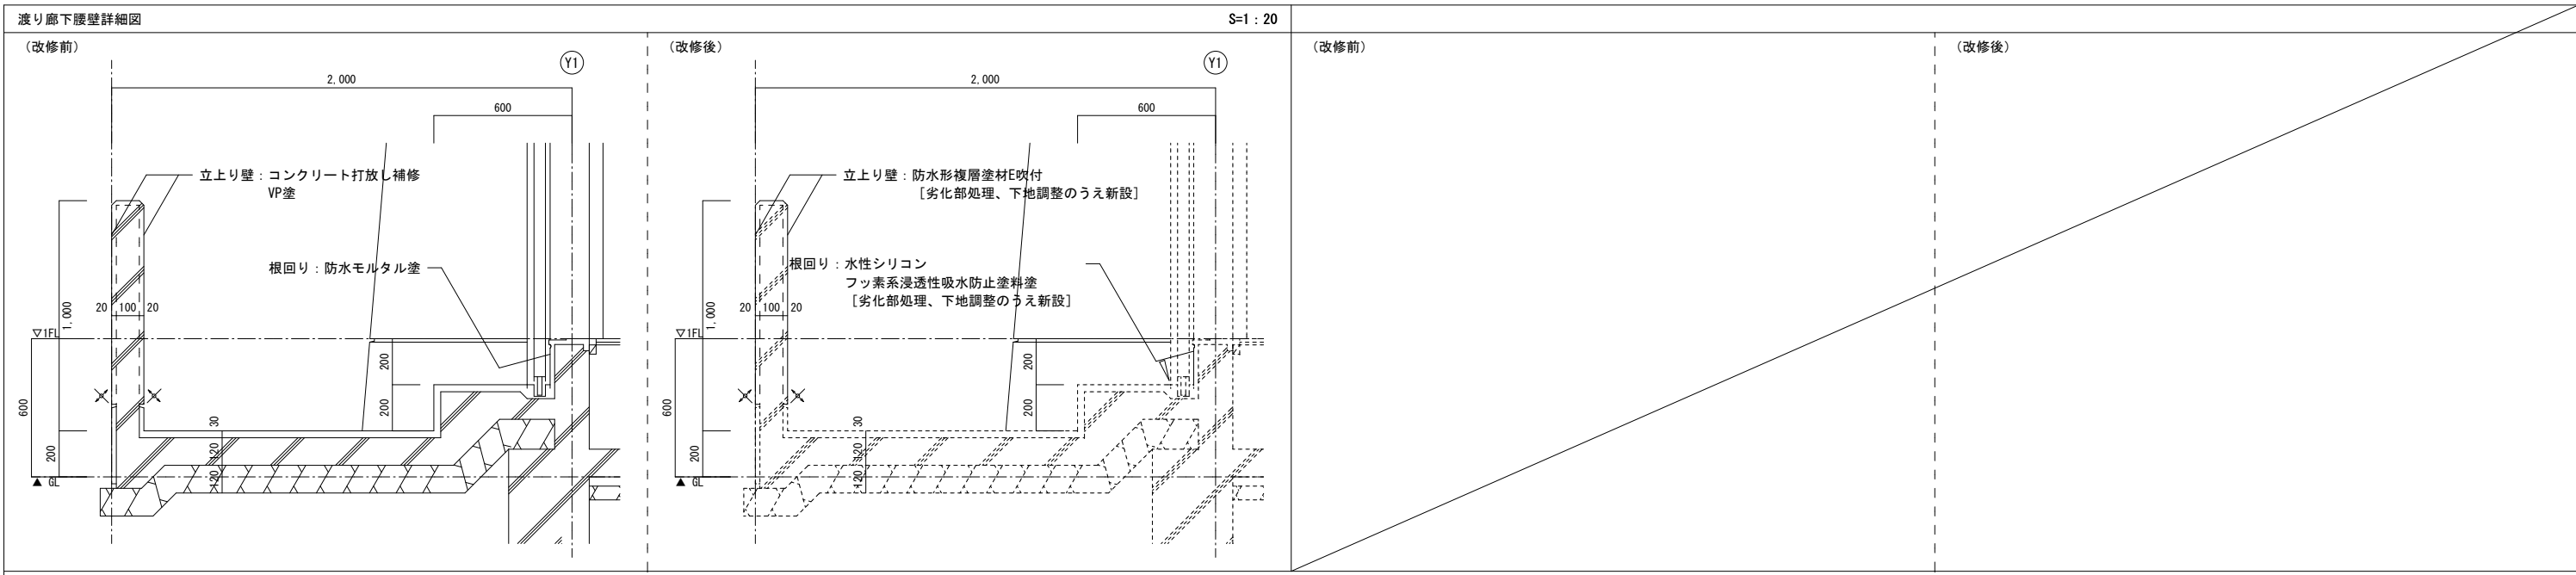 渡り廊下腰壁詳細図
S=1:20
(改修前)
Y1
2,000
600
立上り壁:コンクリート打放し補修
VP塗
根回り:防水モルタル塗
1,000
20 100 20
▽1FL
600
200
200
200
30
120
120
▲ GL
(改修後)
Y1
2,000
600
立上り壁:防水形複層塗材E吹付
[劣化部処理、下地調整のうえ新設]
根回り:水性シリコン
フッ素系浸透性吸水防止塗料塗
[劣化部処理、下地調整のうえ新設]
1,000
20 100 20
▽1FL
600
200
200
200
30
120
120
▲ GL
(改修前)
(改修後)